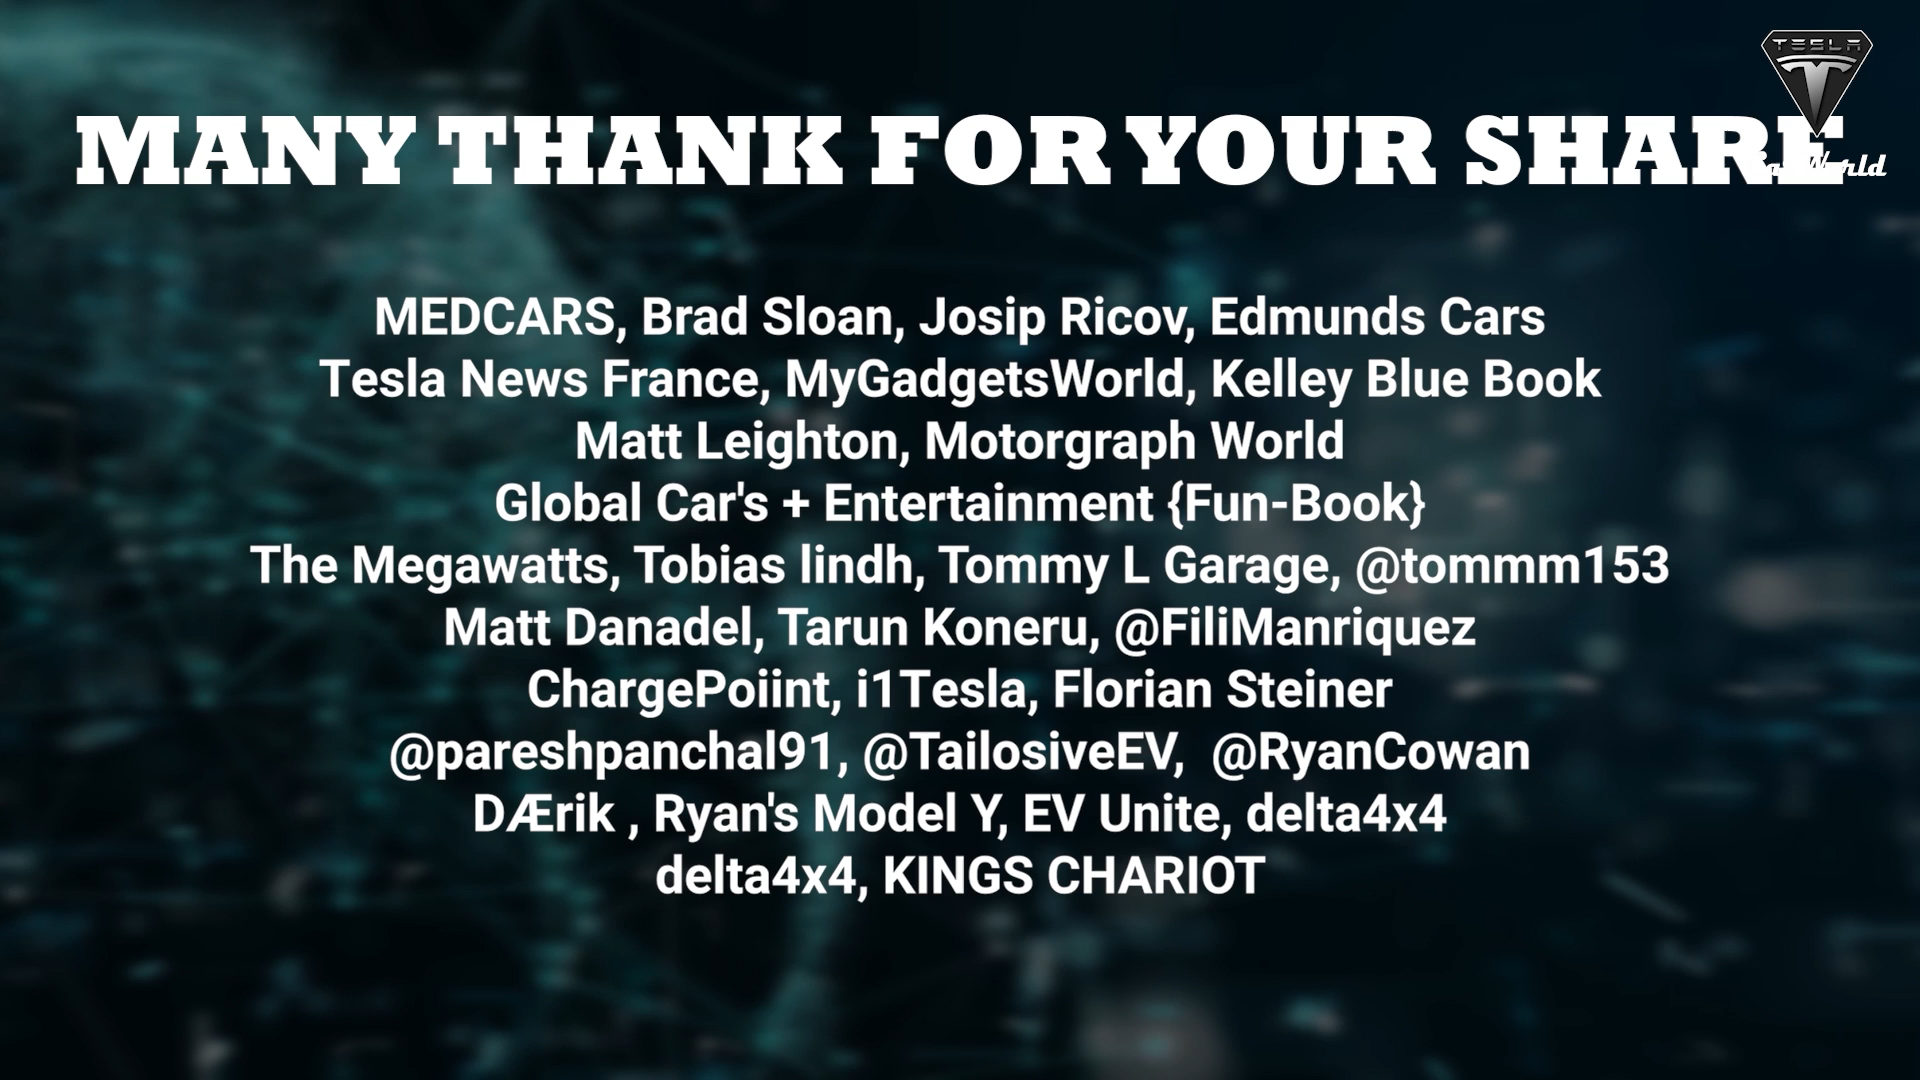 TESLA
MANY THANK FOR YOUR SHARE
World
MEDCARS, Brad Sloan, Josip Ricov, Edmunds Cars
Tesla News France, MyGadgetsWorld, Kelley Blue Book
Matt Leighton, Motorgraph World
Global Car's + Entertainment {Fun-Book}
The Megawatts, Tobias lindh, Tommy L Garage, @tommm153
Matt Danadel, Tarun Koneru, @FiliManriquez
ChargePoiint, i1Tesla, Florian Steiner
@pareshpanchal91, @TailosiveEV, @RyanCowan
DÆrik , Ryan's Model Y, EV Unite, delta4x4
delta4x4, KINGS CHARIOT